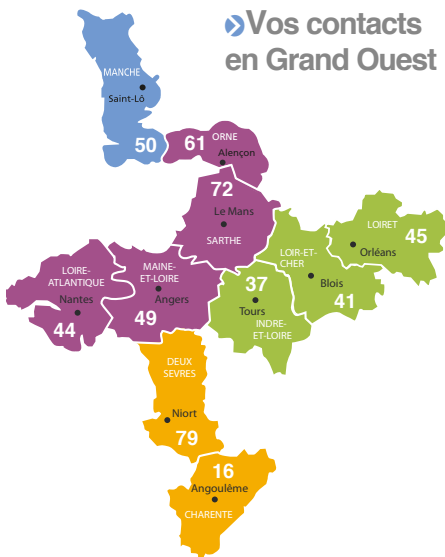 Vos contacts
en Grand Ouest
MANCHE
Saint-Lô
50
61
ORNE
Alençon
72
Le Mans
SARTHE
LOIRET
45
Orléans
LOIR-ET-
CHER
Blois
41
37
Tours
INDRE-
ET-LOIRE
LOIRE-
ATLANTIQUE
Nantes
44
MAINE-
ET-LOIRE
Angers
49
DEUX
SEVRES
Niort
79
16
Angoulême
CHARENTE